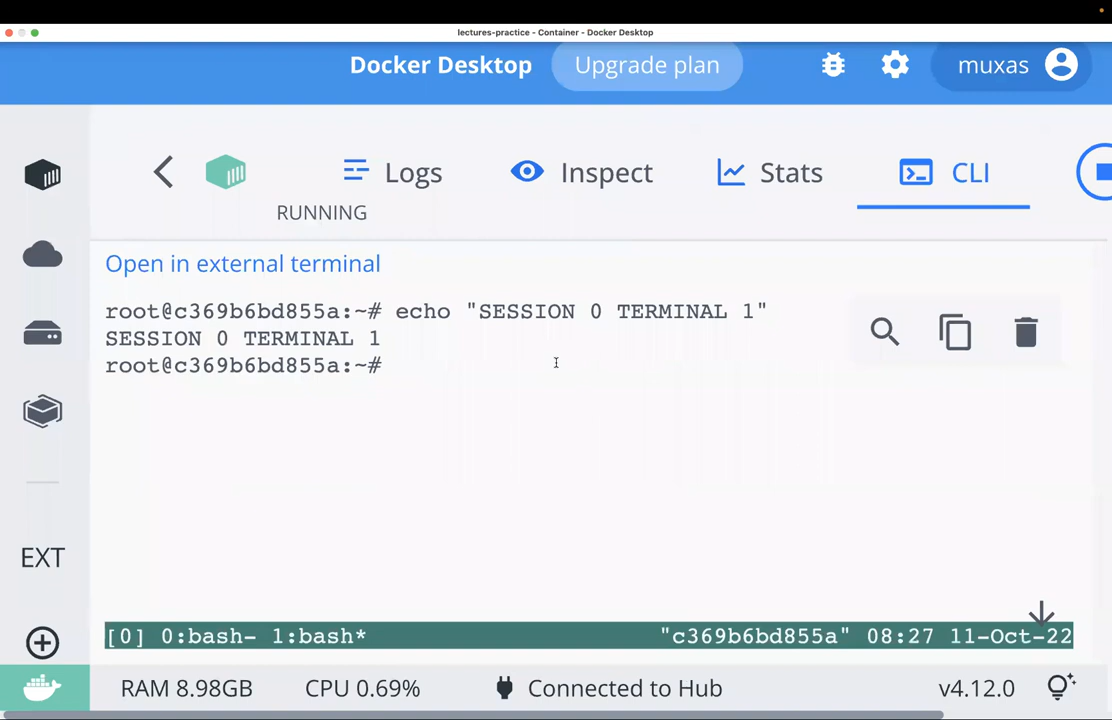 lectures-practice - Container - Docker Desktop
Docker Desktop Upgrade plan muxas
Logs Inspect Stats CLI
RUNNING
Open in external terminal
root@c369b6bd855a:~# echo "SESSION 0 TERMINAL 1"
SESSION 0 TERMINAL 1
root@c369b6bd855a:~#
EXT
[0] 0:bash- 1:bash* "c369b6bd855a" 08:27 11-Oct-22
RAM 8.98GB CPU 0.69% Connected to Hub v4.12.0